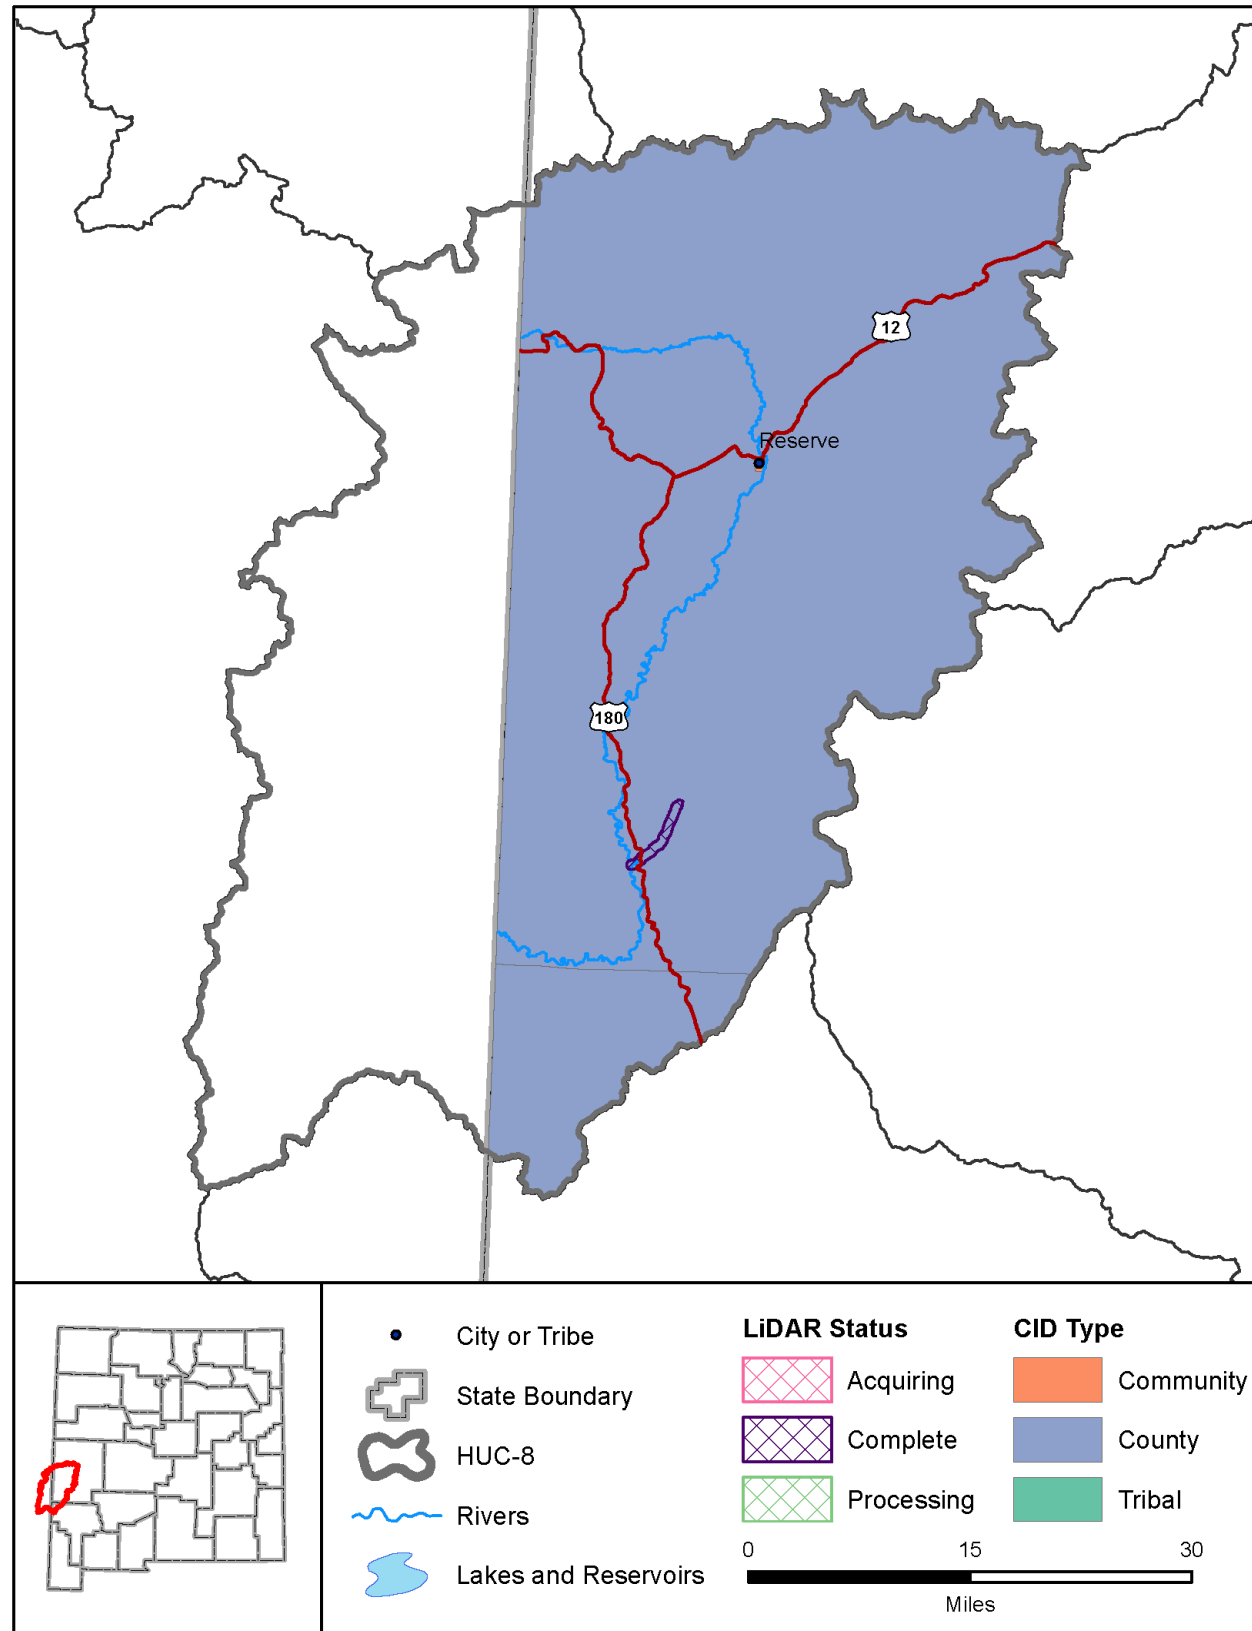 12
Reserve
180
City or Tribe
State Boundary
HUC-8
Rivers
Lakes and Reservoirs
LiDAR Status
Acquiring
Complete
Processing
CID Type
Community
County
Tribal
0 15 30
Miles